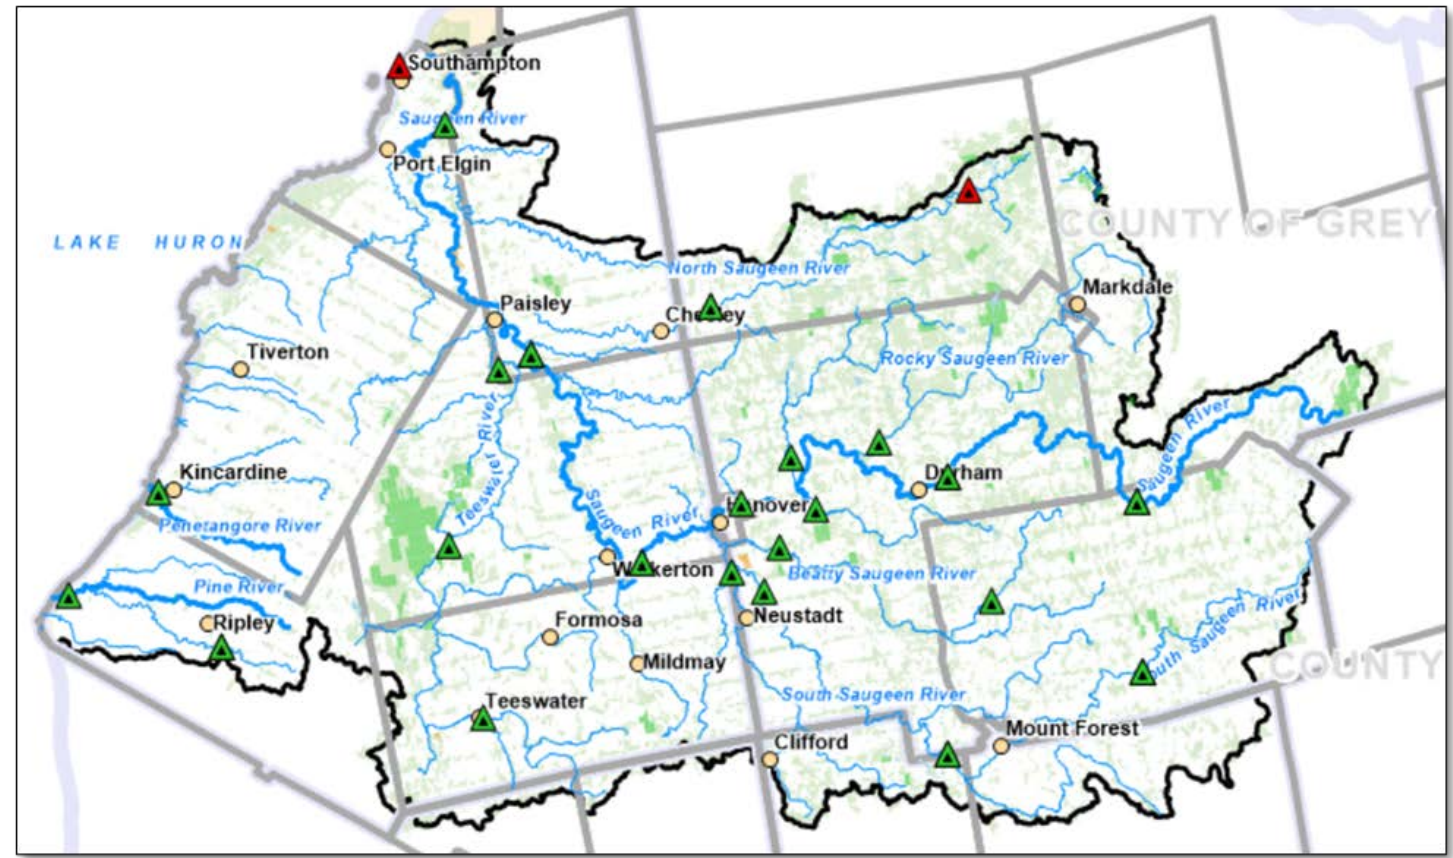 Southampton
Saugeen River
Port Elgin
COUNTY OF GREY
LAKE HURON
North Saugeen River
Markdale
Paisley
Chesley
Tiverton
Rocky Saugeen River
Saugeen River
Teeswater River
Kincardine
Durham
Saugeen River
Hanover
Penetangore River
Walkerton
Beatty Saugeen River
Pine River
South Saugeen River
Ripley
Formosa
Neustadt
Mildmay
COUNTY
South Saugeen River
Teeswater
Mount Forest
Clifford